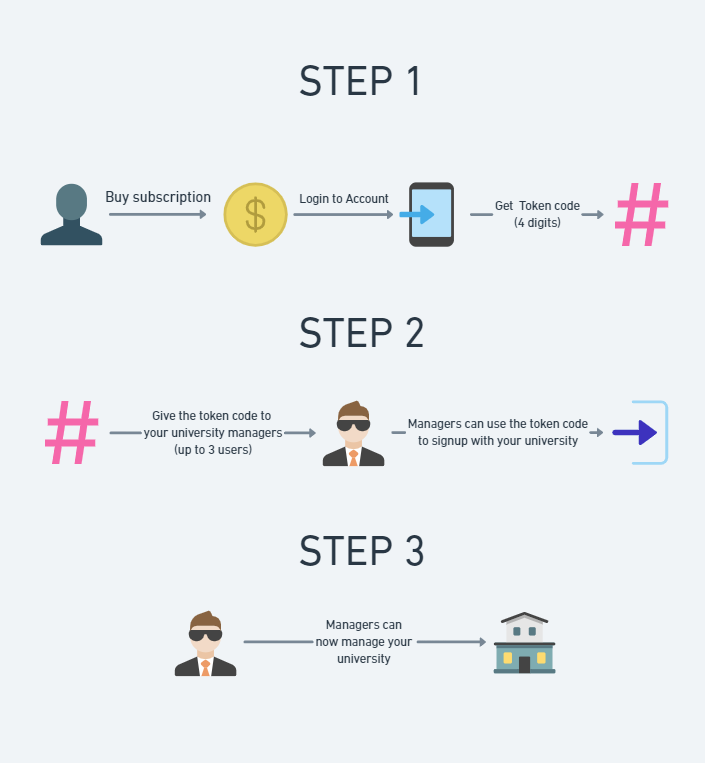 STEP 1
Buy subscription
Login to Account
Get Token code
(4 digits)
STEP 2
Give the token code to
your university managers
(up to 3 users)
Managers can use the token code
to signup with your university
STEP 3
Managers can
now manage your
university